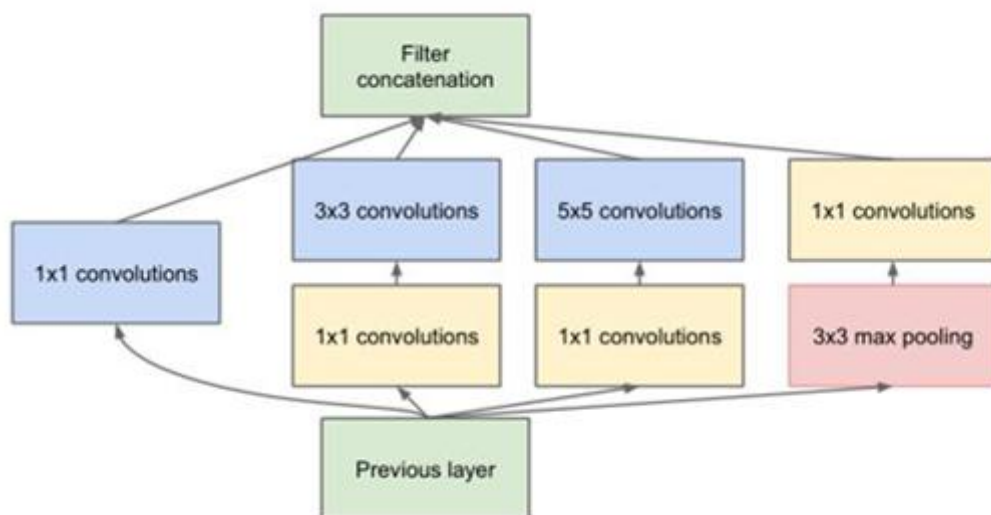 Filter
concatenation
3x3 convolutions
5x5 convolutions
1x1 convolutions
1x1 convolutions
1x1 convolutions
1x1 convolutions
3x3 max pooling
Previous layer